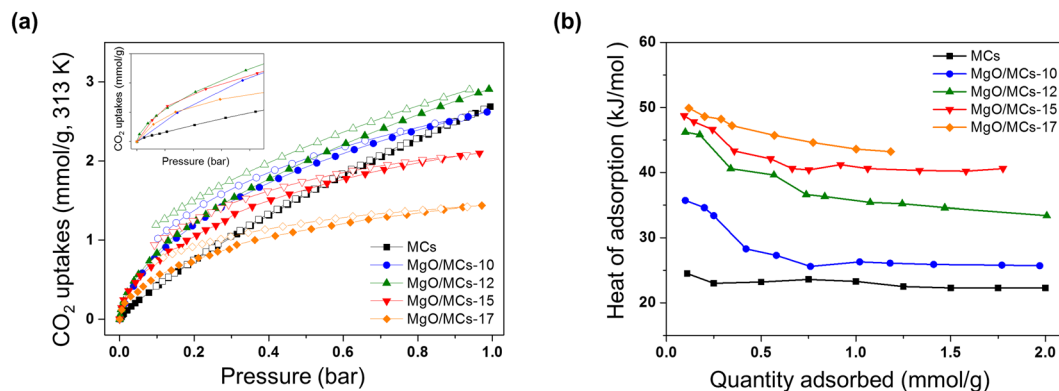 (a)
CO2 uptakes (mmol/g, 313 K)
3
2
1
0
CO2 uptakes (mmol/g)
Pressure (bar)
MCs
MgO/MCs-10
MgO/MCs-12
MgO/MCs-15
MgO/MCs-17
0.0 0.2 0.4 0.6 0.8 1.0
Pressure (bar)
(b)
Heat of adsorption (kJ/mol )
60
50
40
30
20
MCs
MgO/MCs-10
MgO/MCs-12
MgO/MCs-15
MgO/MCs-17
0.0 0.5 1.0 1.5 2.0
Quantity adsorbed (mmol/g)